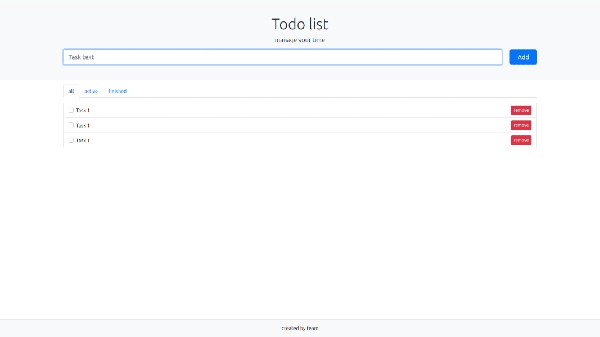 Todo list
manage your time
Task text
Add
all
active
finished
Task 1
remove
Task 1
remove
Task 1
remove
created by team